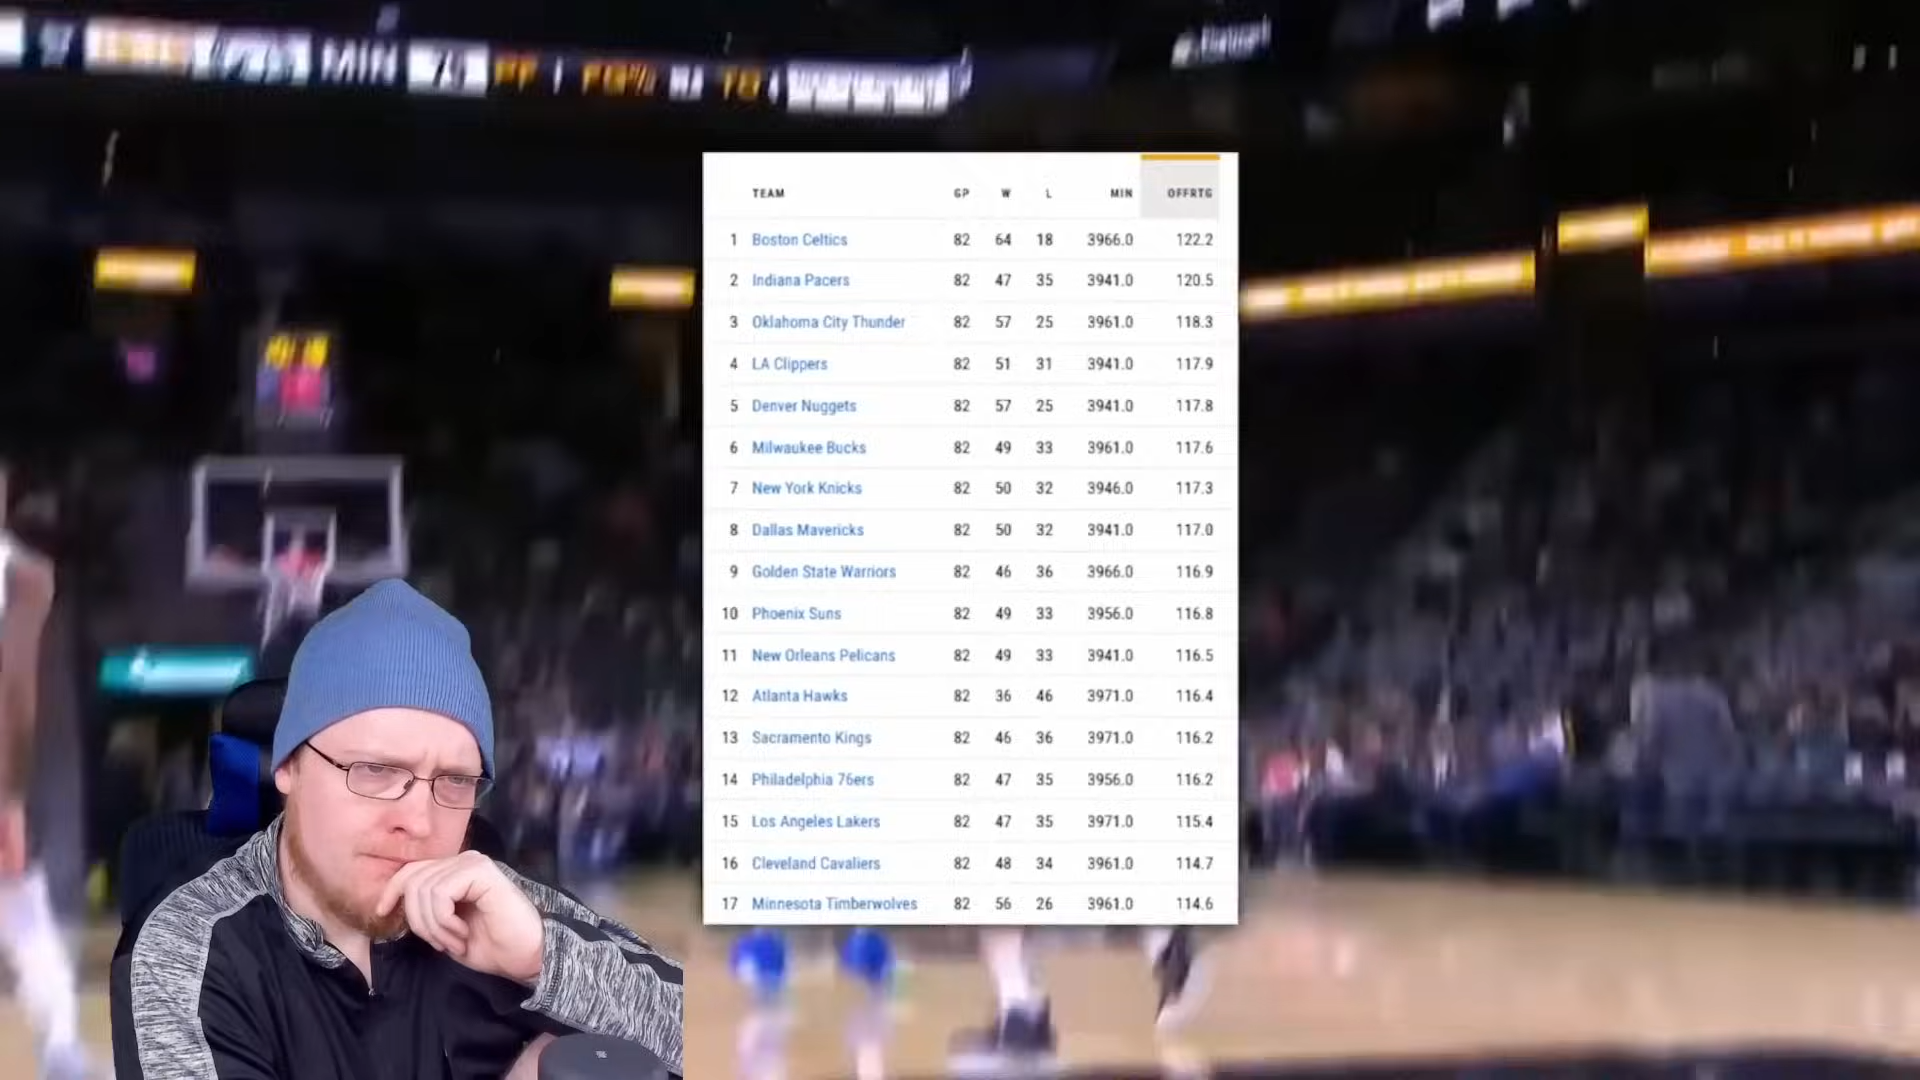 MIN
TEAM GP W L MIN OFFRTG
1 Boston Celtics 82 64 18 3966.0 122.2
2 Indiana Pacers 82 47 35 3941.0 120.5
3 Oklahoma City Thunder 82 57 25 3961.0 118.3
4 LA Clippers 82 51 31 3941.0 117.9
5 Denver Nuggets 82 57 25 3941.0 117.8
6 Milwaukee Bucks 82 49 33 3961.0 117.6
7 New York Knicks 82 50 32 3946.0 117.3
8 Dallas Mavericks 82 50 32 3941.0 117.0
9 Golden State Warriors 82 46 36 3966.0 116.9
10 Phoenix Suns 82 49 33 3956.0 116.8
11 New Orleans Pelicans 82 49 33 3941.0 116.5
12 Atlanta Hawks 82 36 46 3971.0 116.4
13 Sacramento Kings 82 46 36 3971.0 116.2
14 Philadelphia 76ers 82 47 35 3956.0 116.2
15 Los Angeles Lakers 82 47 35 3971.0 115.4
16 Cleveland Cavaliers 82 48 34 3961.0 114.7
17 Minnesota Timberwolves 82 56 26 3961.0 114.6